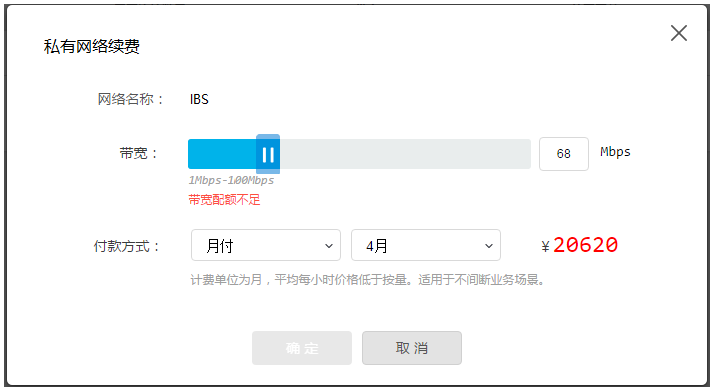 私有网络续费
网络名称： IBS
带宽： 68 Mbps
1Mbps-100Mbps
带宽配额不足
付款方式： 月付 4月 ¥20620
计费单位为月，平均每小时价格低于按量。适用于不间断业务场景。
确 定 取 消